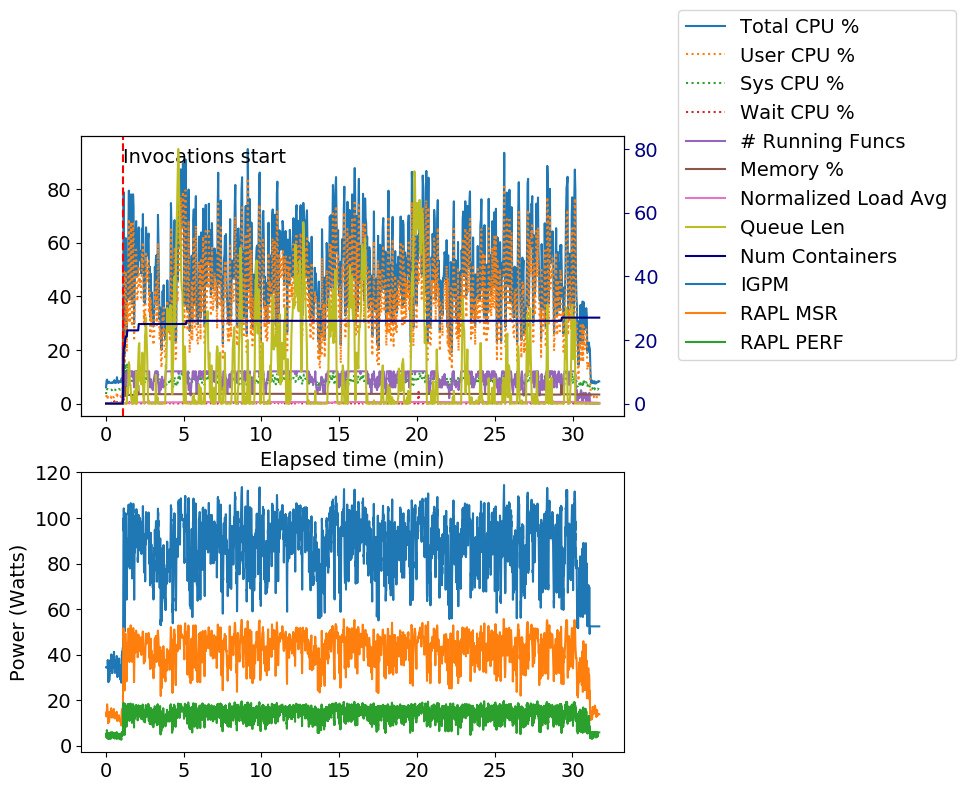 Total CPU %
User CPU %
Sys CPU %
Wait CPU %
# Running Funcs
Memory %
Normalized Load Avg
Queue Len
Num Containers
IGPM
RAPL MSR
RAPL PERF
Invocations start
80
60
40
20
0
80
60
40
20
0
0 5 10 15 20 25 30
Elapsed time (min)
Power (Watts)
120
100
80
60
40
20
0
0 5 10 15 20 25 30